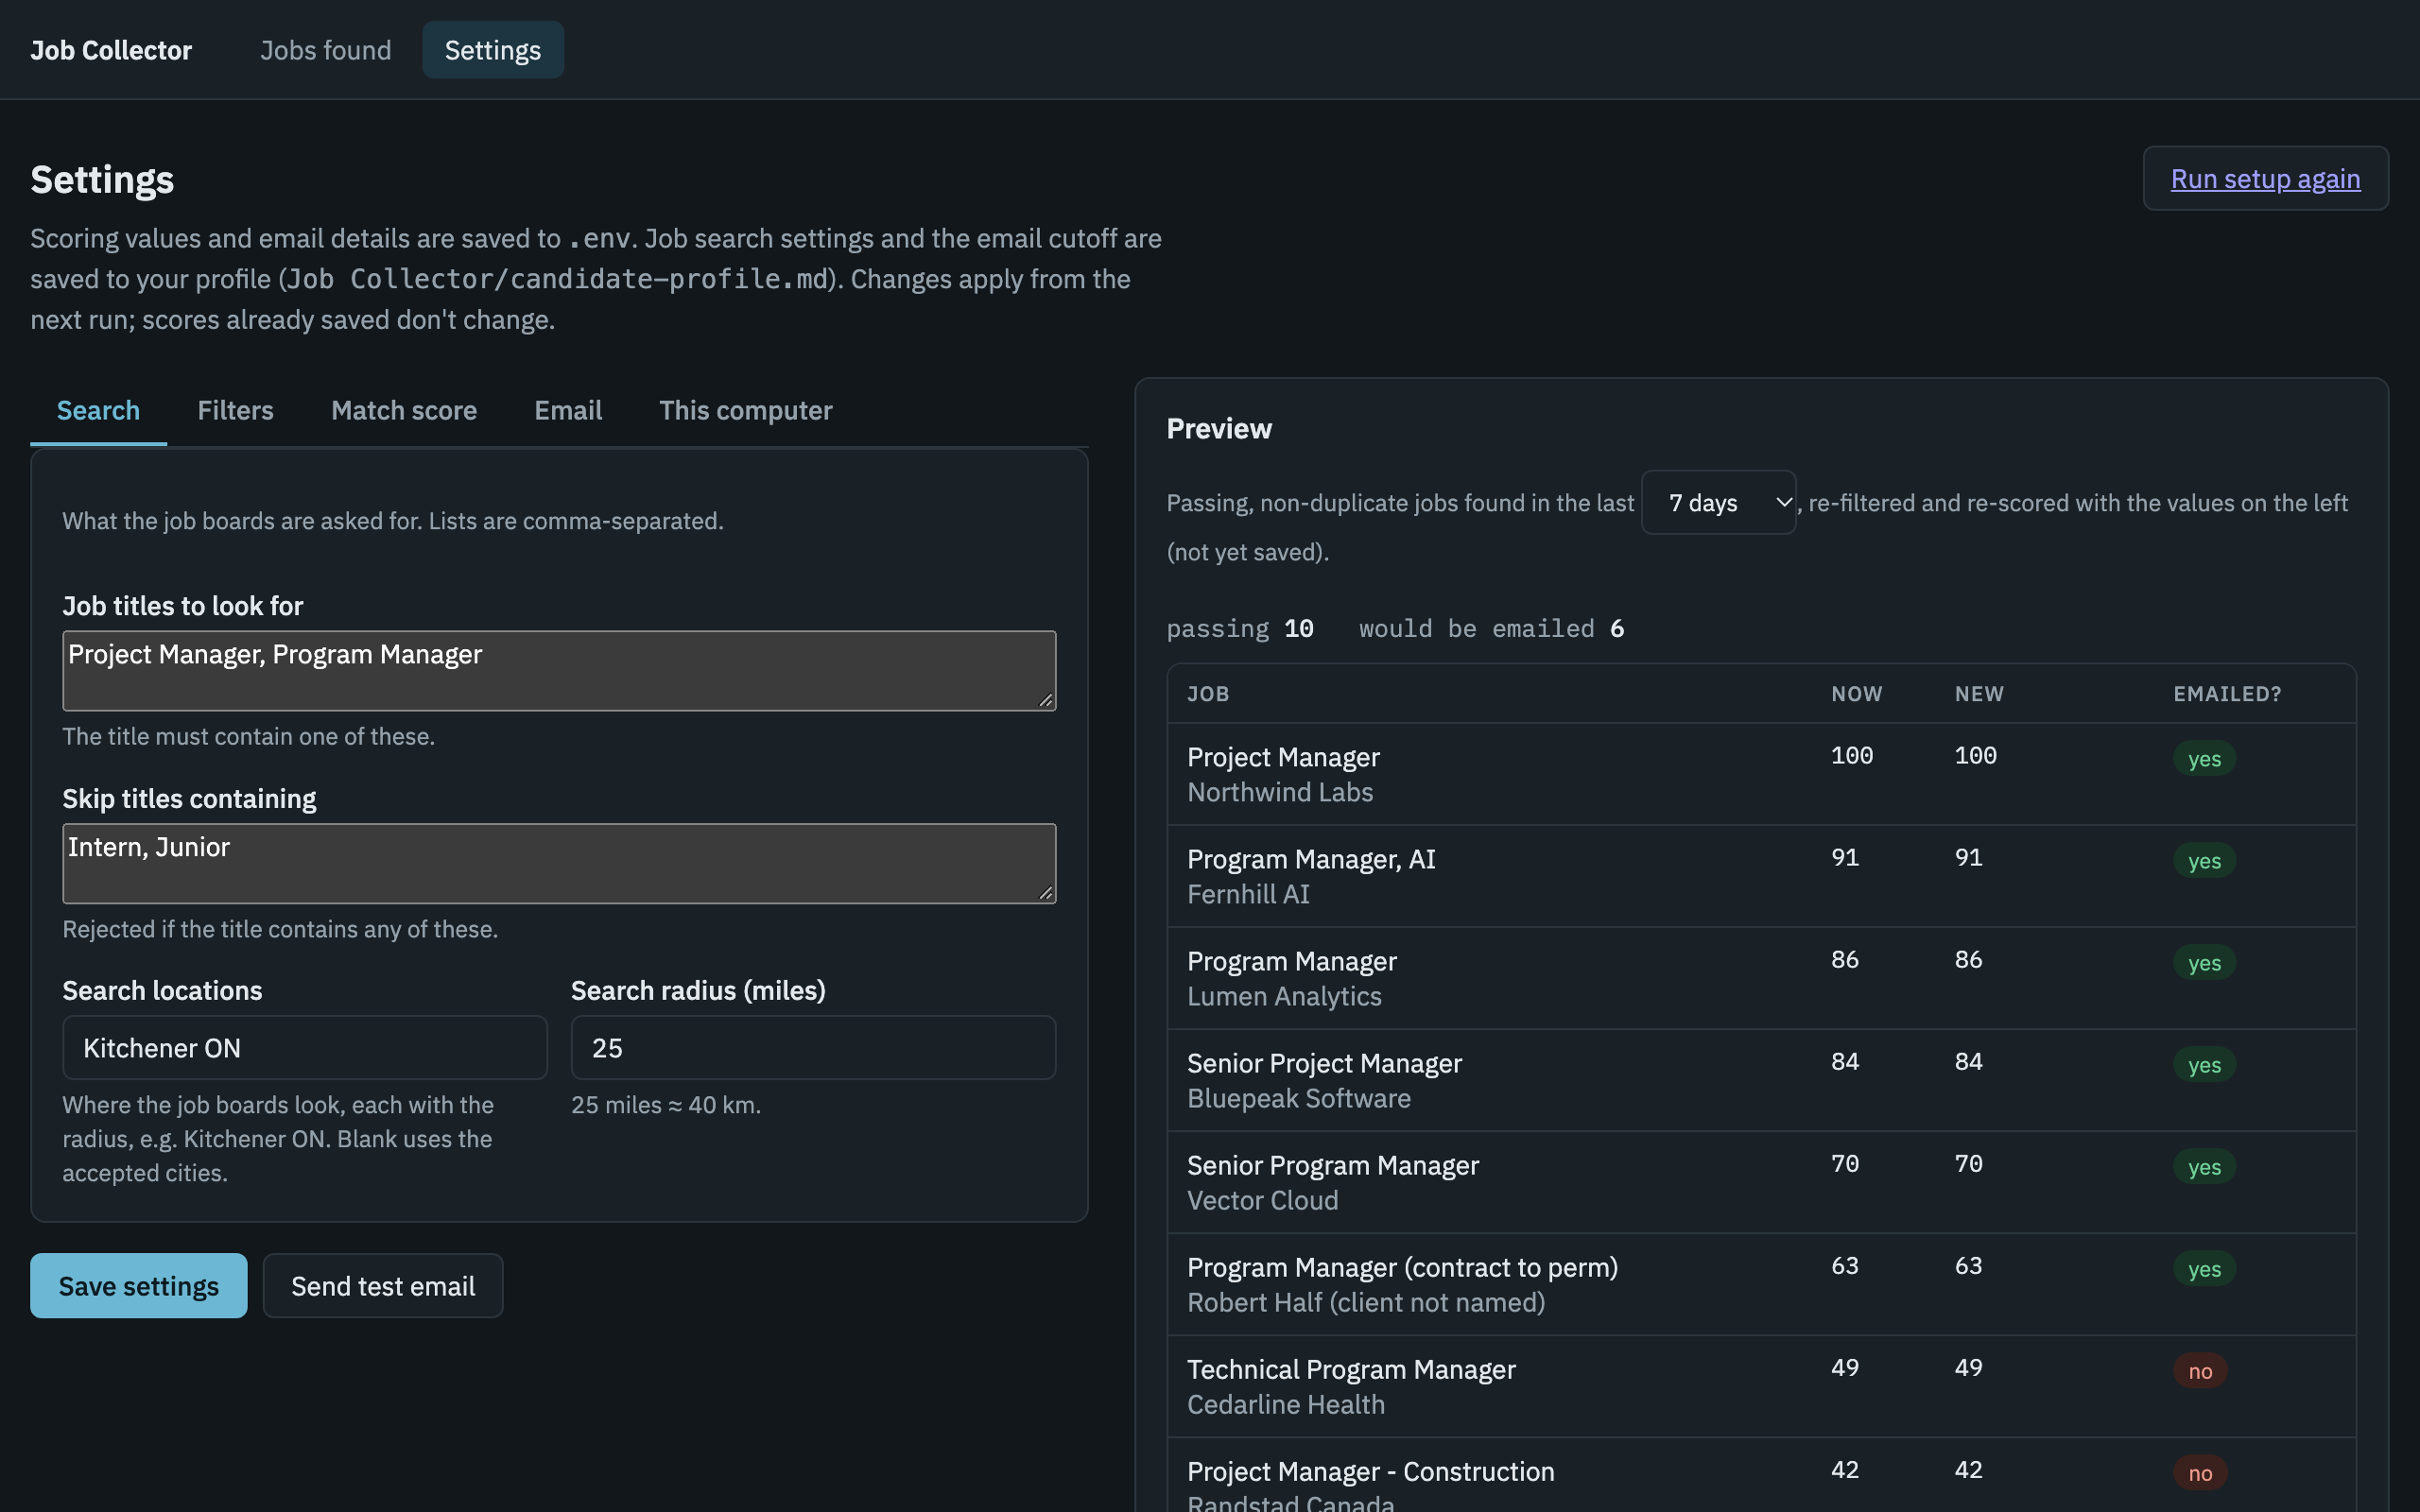 Job Collector
Jobs found
Settings
Settings
Run setup again
Scoring values and email details are saved to .env. Job search settings and the email cutoff are
saved to your profile (Job Collector/candidate-profile.md). Changes apply from the
next run; scores already saved don't change.
Search
Filters
Match score
Email
This computer
What the job boards are asked for. Lists are comma-separated.
Job titles to look for
Project Manager, Program Manager
The title must contain one of these.
Skip titles containing
Intern, Junior
Rejected if the title contains any of these.
Search locations
Kitchener ON
Where the job boards look, each with the
radius, e.g. Kitchener ON. Blank uses the
accepted cities.
Search radius (miles)
25
25 miles ≈ 40 km.
Save settings
Send test email
Preview
Passing, non-duplicate jobs found in the last 7 days, re-filtered and re-scored with the values on the left
(not yet saved).
passing 10 would be emailed 6
JOB NOW NEW EMAILED?
Project Manager 100 100 yes
Northwind Labs
Program Manager, AI 91 91 yes
Fernhill AI
Program Manager 86 86 yes
Lumen Analytics
Senior Project Manager 84 84 yes
Bluepeak Software
Senior Program Manager 70 70 yes
Vector Cloud
Program Manager (contract to perm) 63 63 yes
Robert Half (client not named)
Technical Program Manager 49 49 no
Cedarline Health
Project Manager - Construction 42 42 no
Randstad Canada